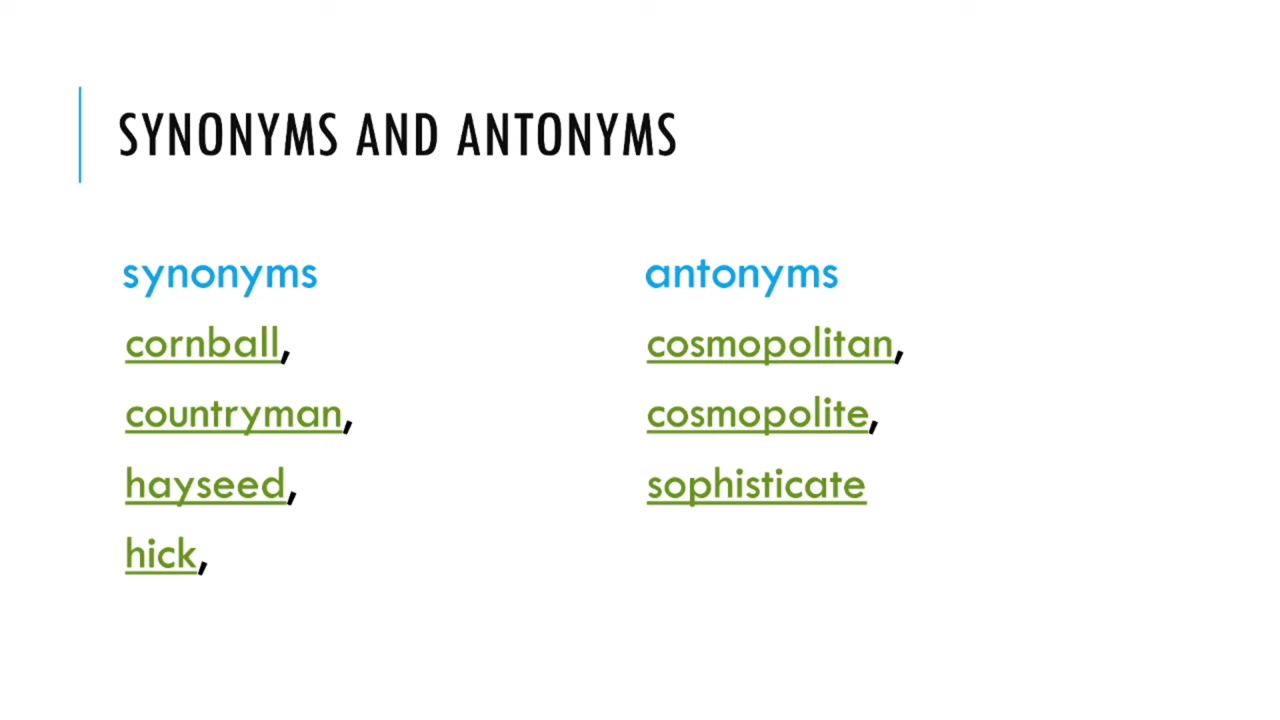 SYNONYMS AND ANTONYMS
synonyms
cornball,
countryman,
hayseed,
hick,
antonyms
cosmopolitan,
cosmopolite,
sophisticate